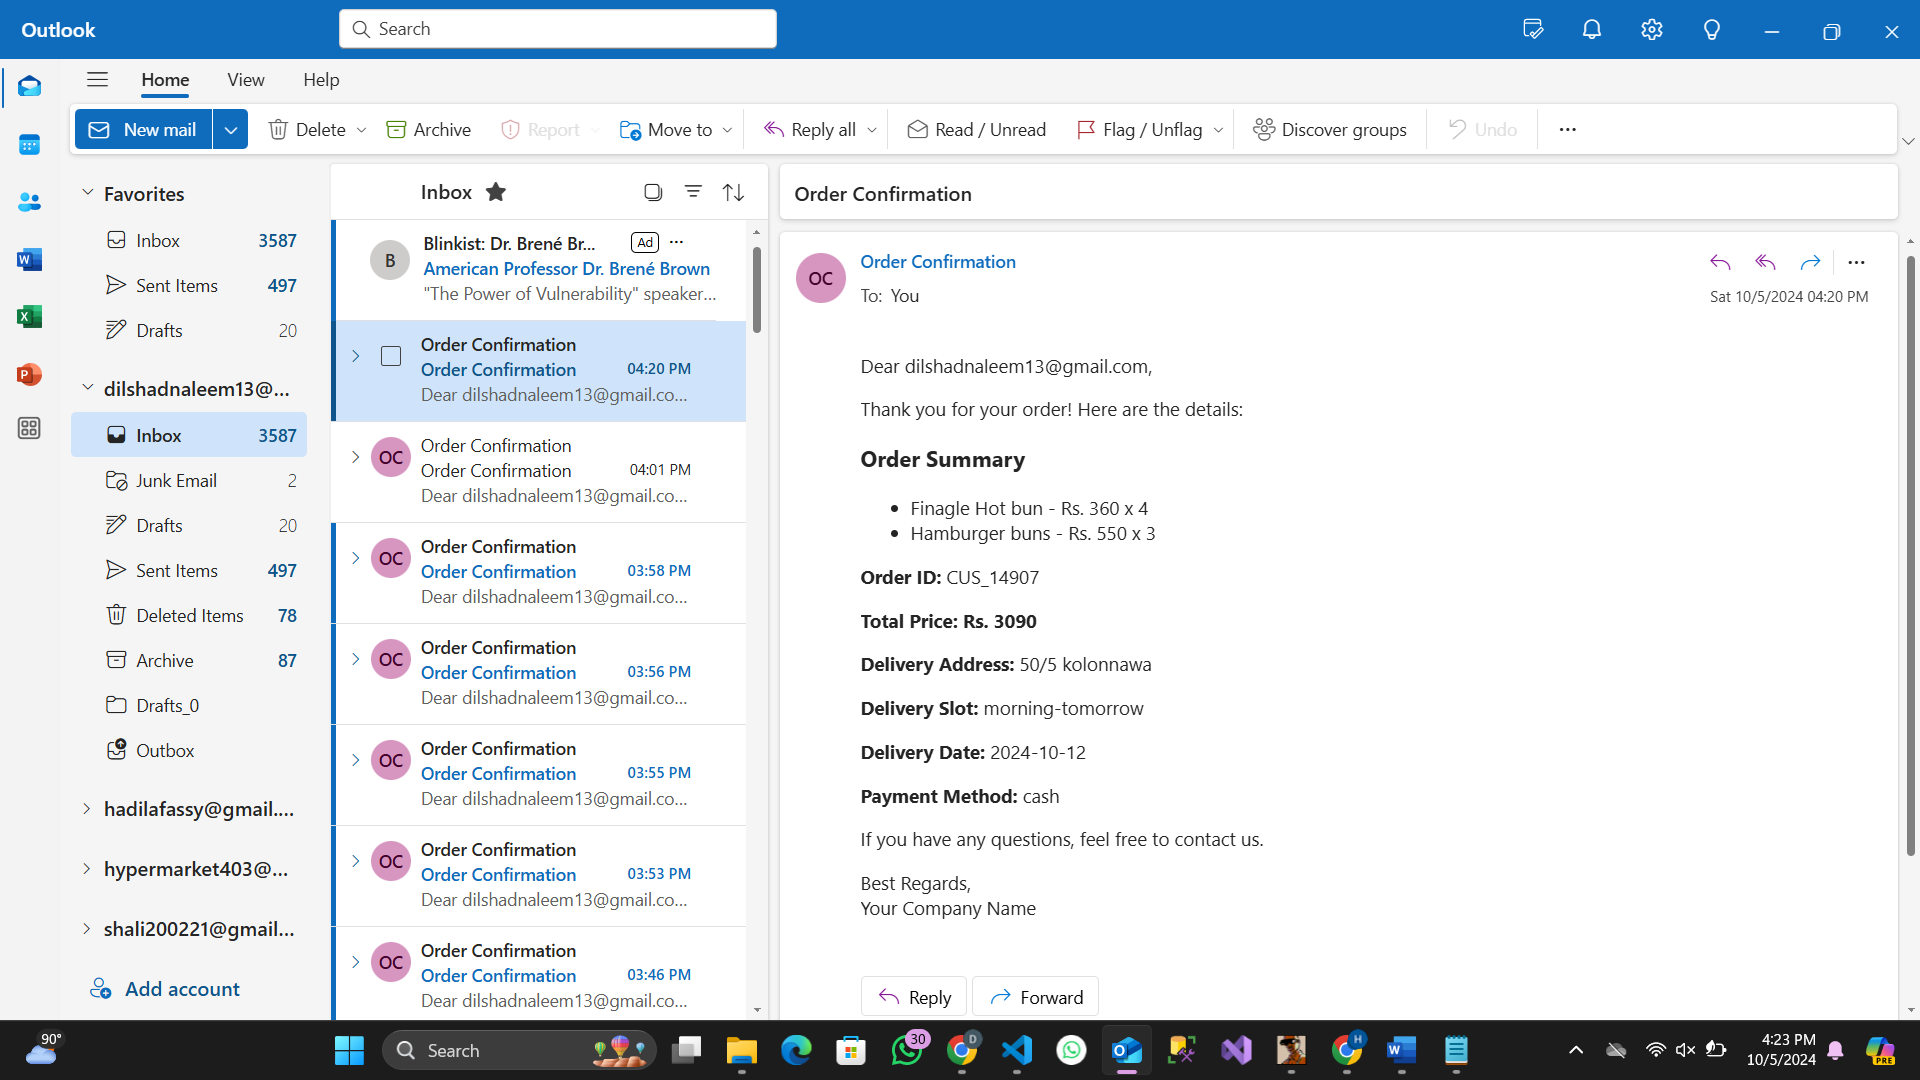 Outlook
Search
Home View Help
New mail Delete Archive Report Move to Reply all Read / Unread Flag / Unflag Discover groups Undo
Favorites
Inbox 3587
Sent Items 497
Drafts 20
dilshadnaleem13@...
Inbox 3587
Junk Email 2
Drafts 20
Sent Items 497
Deleted Items 78
Archive 87
Drafts_0
Outbox
hadilafassy@gmail....
hypermarket403@...
shali200221@gmail...
Add account
Inbox
B
Blinkist: Dr. Brené Br... Ad
American Professor Dr. Brené Brown
"The Power of Vulnerability" speaker...
Order Confirmation
Order Confirmation 04:20 PM
Dear dilshadnaleem13@gmail.co...
OC
Order Confirmation
Order Confirmation 04:01 PM
Dear dilshadnaleem13@gmail.co...
OC
Order Confirmation
Order Confirmation 03:58 PM
Dear dilshadnaleem13@gmail.co...
OC
Order Confirmation
Order Confirmation 03:56 PM
Dear dilshadnaleem13@gmail.co...
OC
Order Confirmation
Order Confirmation 03:55 PM
Dear dilshadnaleem13@gmail.co...
OC
Order Confirmation
Order Confirmation 03:53 PM
Dear dilshadnaleem13@gmail.co...
OC
Order Confirmation
Order Confirmation 03:46 PM
Dear dilshadnaleem13@gmail.co...
Order Confirmation
OC
Order Confirmation
To: You
Sat 10/5/2024 04:20 PM
Dear dilshadnaleem13@gmail.com,
Thank you for your order! Here are the details:
Order Summary
• Finagle Hot bun - Rs. 360 x 4
• Hamburger buns - Rs. 550 x 3
Order ID: CUS_14907
Total Price: Rs. 3090
Delivery Address: 50/5 kolonnawa
Delivery Slot: morning-tomorrow
Delivery Date: 2024-10-12
Payment Method: cash
If you have any questions, feel free to contact us.
Best Regards,
Your Company Name
Reply Forward
90°
Search
30
D
H
4:23 PM
10/5/2024
PRE